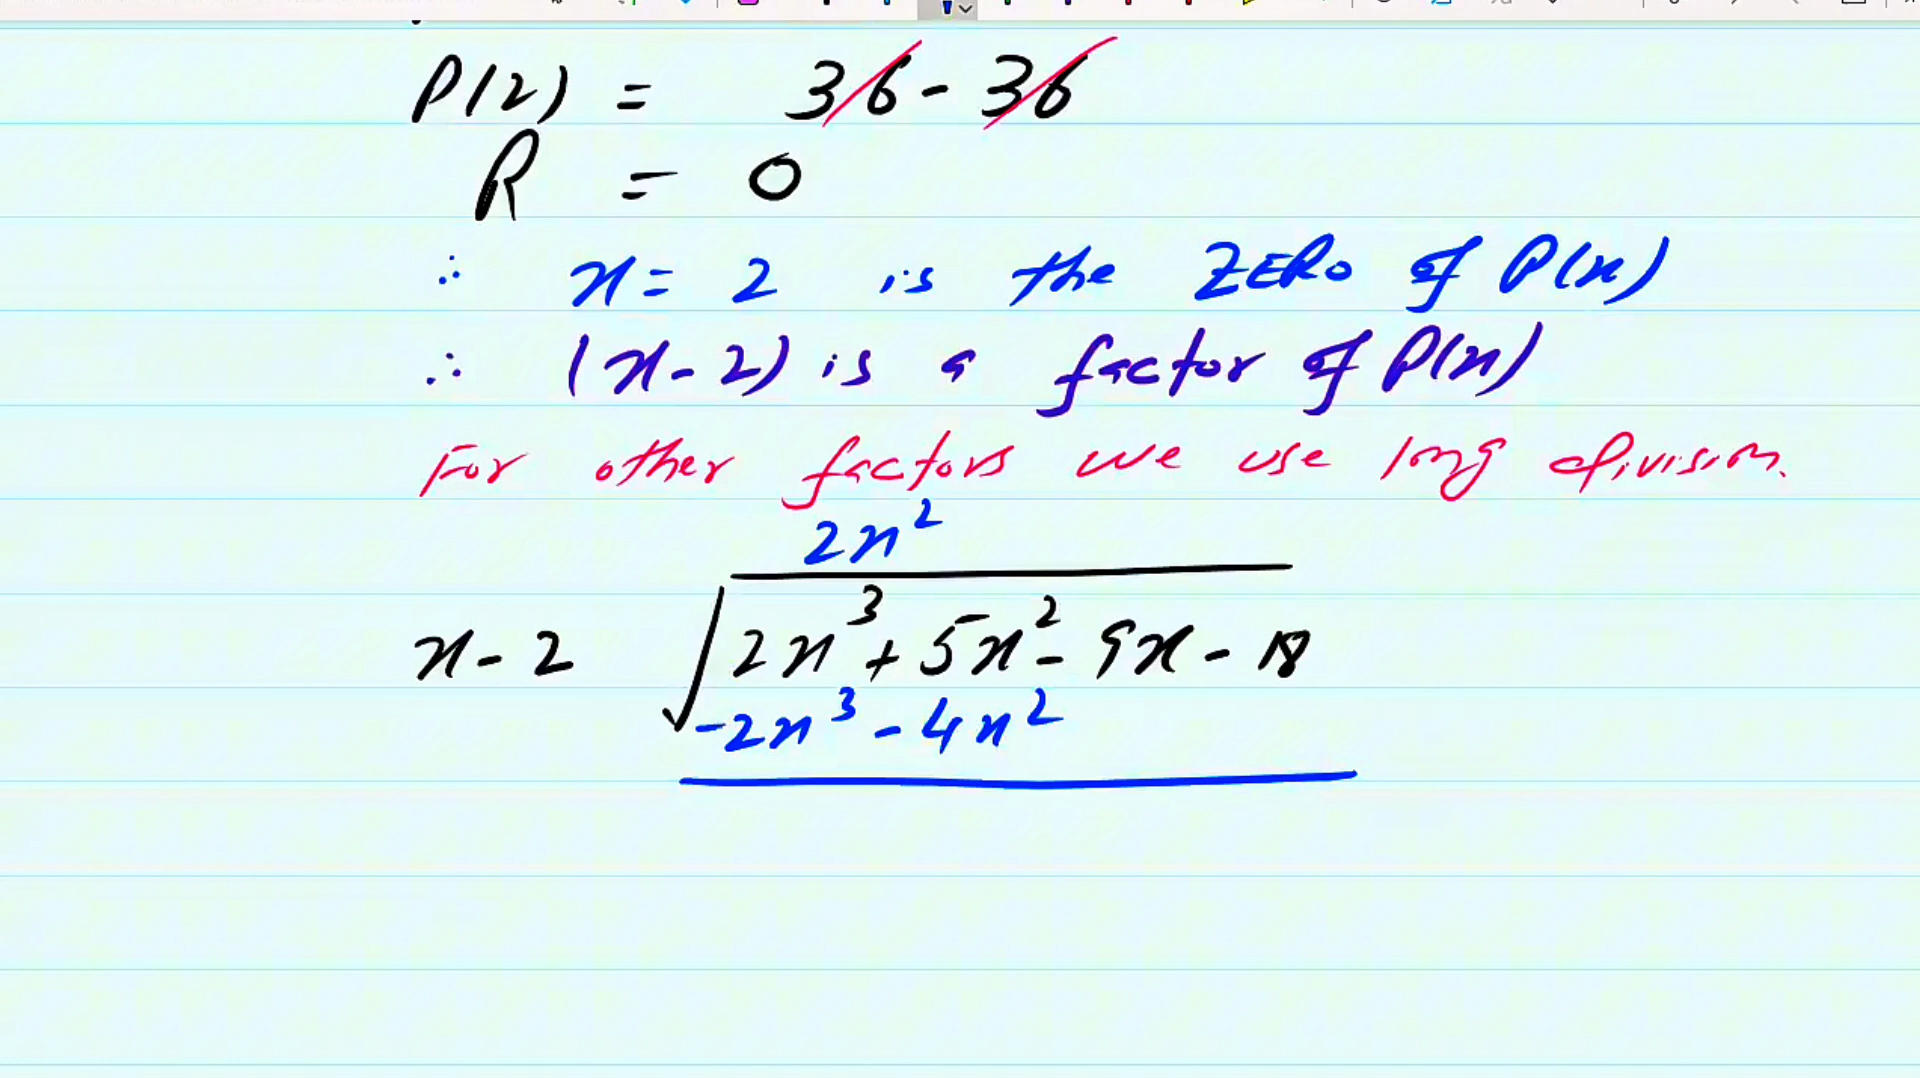 P(2) = 36 - 36
R = 0
∴ x = 2 is the ZERO of P(x)
∴ (x - 2) is a factor of P(x)
For other factors we use long division.
2x²
x - 2 √2x³ + 5x² - 9x - 18
-2x³ - 4x²